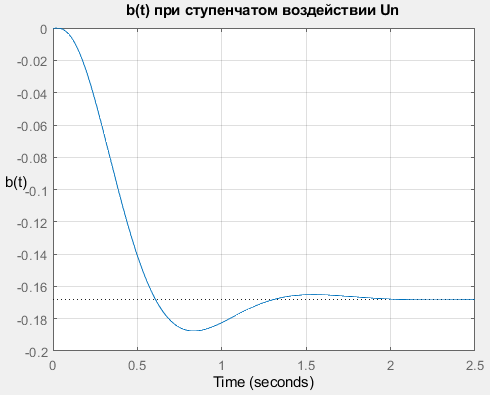 b(t) при ступенчатом воздействии Un
0
-0.02
-0.04
-0.06
-0.08
b(t)
-0.1
-0.12
-0.14
-0.16
-0.18
-0.2
0 0.5 1 1.5 2 2.5
Time (seconds)